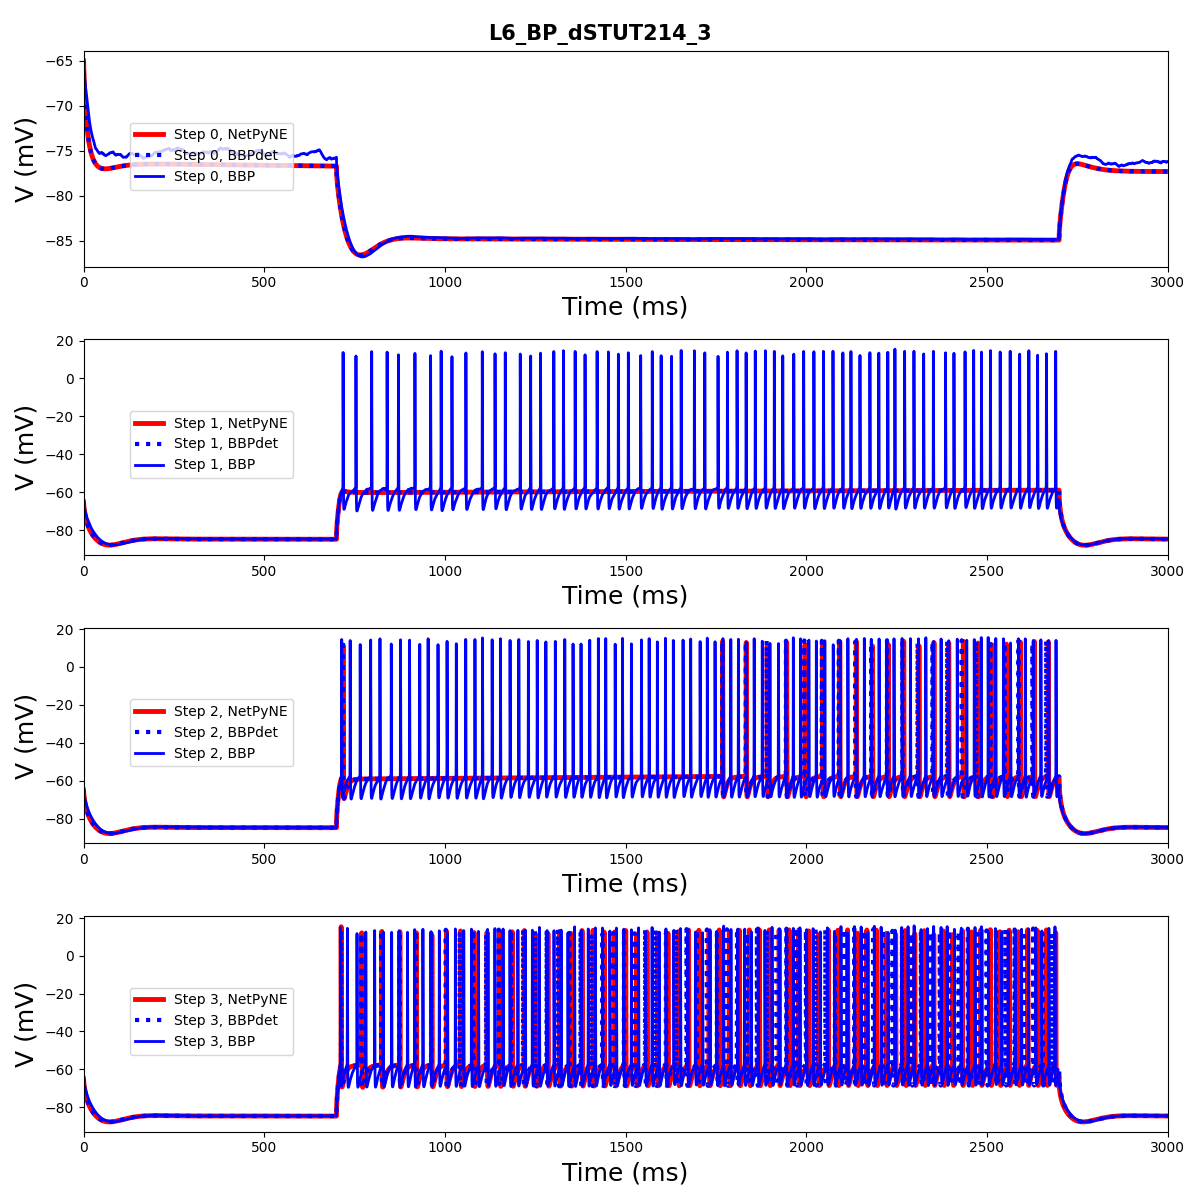 L6_BP_dSTUT214_3
V (mV)
−65
−70
−75
−80
−85
Step 0, NetPyNE
Step 0, BBPdet
Step 0, BBP
0 500 1000 1500 2000 2500 3000
Time (ms)
V (mV)
20
0
−20
−40
−60
−80
Step 1, NetPyNE
Step 1, BBPdet
Step 1, BBP
0 500 1000 1500 2000 2500 3000
Time (ms)
V (mV)
20
0
−20
−40
−60
−80
Step 2, NetPyNE
Step 2, BBPdet
Step 2, BBP
0 500 1000 1500 2000 2500 3000
Time (ms)
V (mV)
20
0
−20
−40
−60
−80
Step 3, NetPyNE
Step 3, BBPdet
Step 3, BBP
0 500 1000 1500 2000 2500 3000
Time (ms)